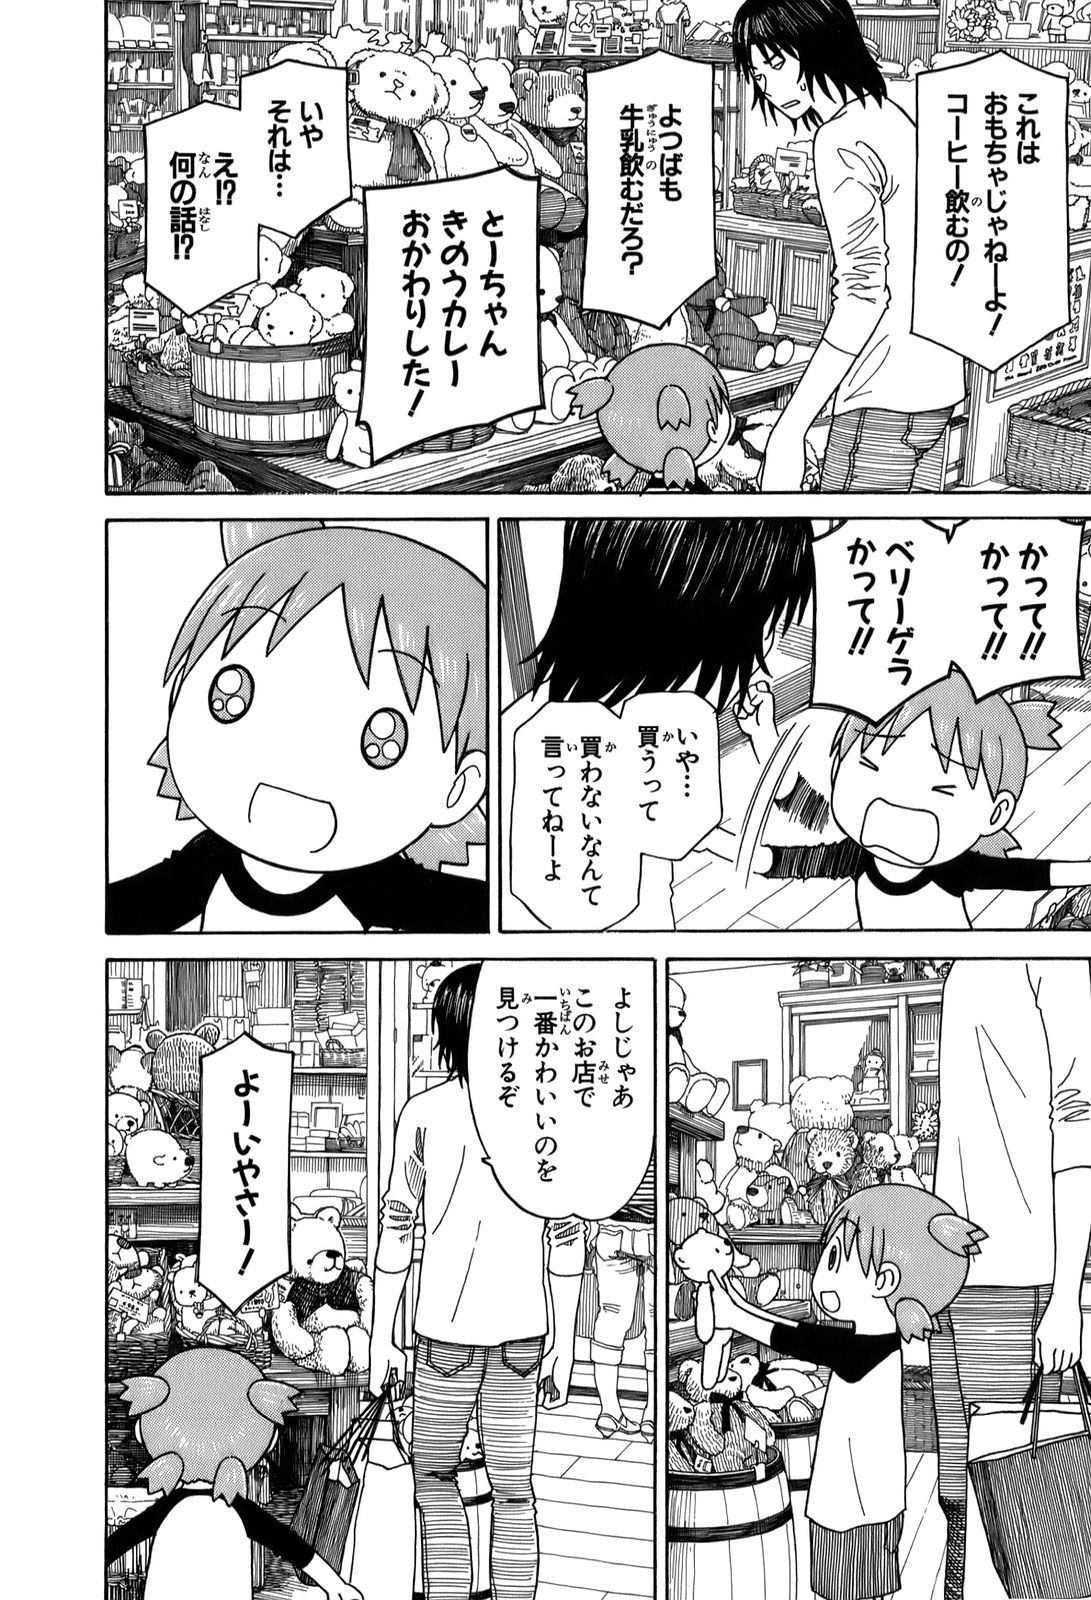 これは
おもちゃじゃねーよ!
コーヒー飲むの!
よつばも
牛乳飲むだろ?
とーちゃん
きのうカレー
おかわりした!
いや
それは…
え!?
何の話!?
かって!!
かって!!
ベリーゲラ
かって!!
いや…
買うって
買わないなんて
言ってねーよ
よしじゃあ
このお店で
一番かわいいのを
見つけるぞ
よーいやさー!